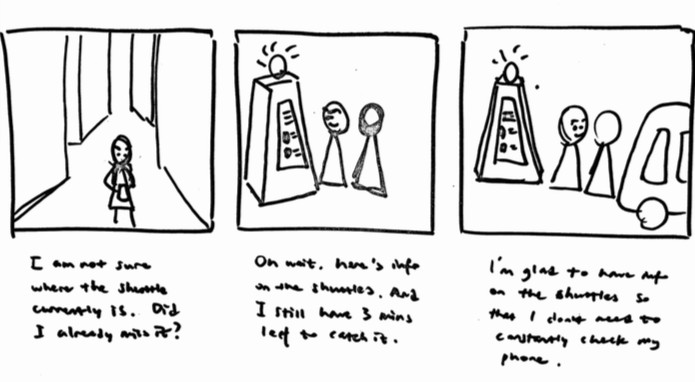 I am not sure
where the shuttle
currently is. Did
I already miss it?
Oh wait. here's info
on the shuttles. And
I still have 3 mins
left to catch it.
I'm glad to have info
on the shuttles so
that I don't need to
constantly check my
phone.